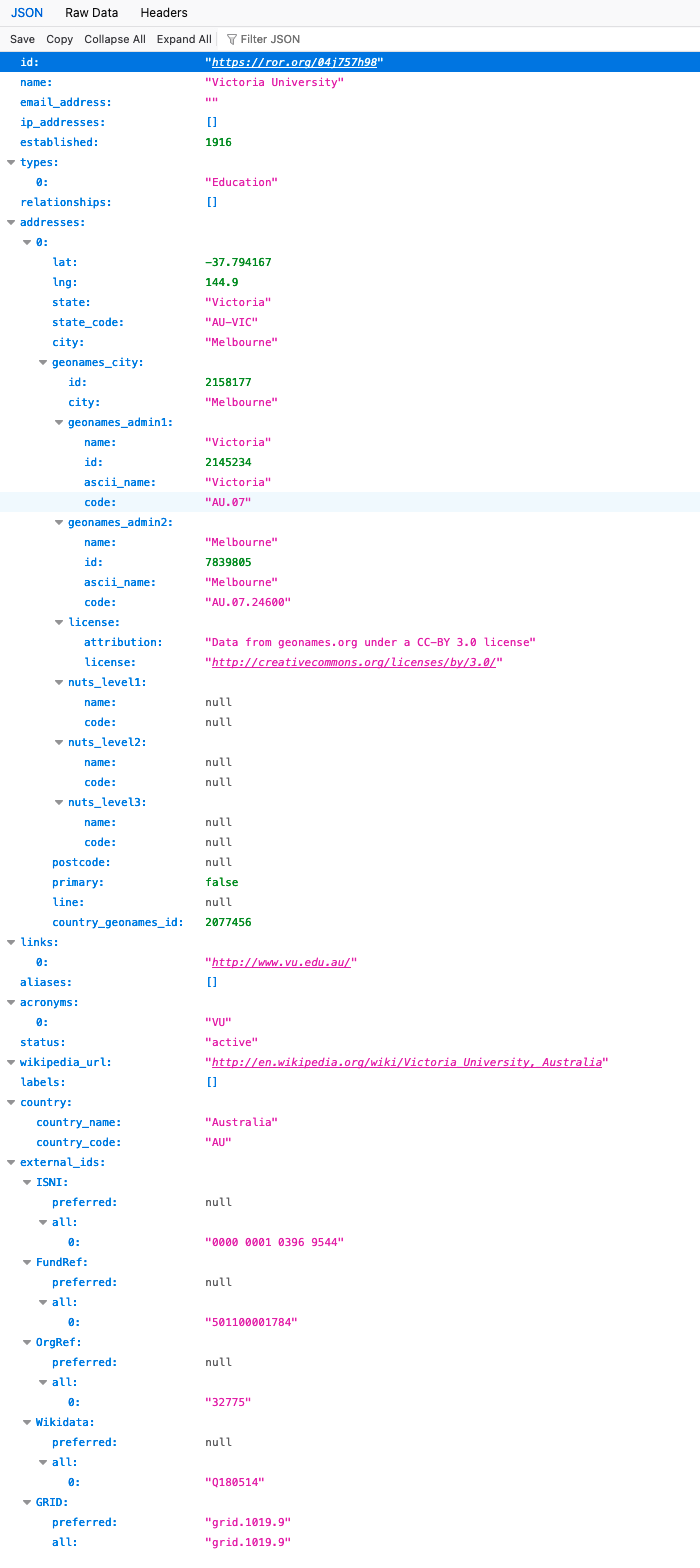 JSON Raw Data Headers
Save Copy Collapse All Expand All Filter JSON
id: "https://ror.org/04j757h98"
name: "Victoria University"
email_address: ""
ip_addresses: []
established: 1916
types:
0: "Education"
relationships: []
addresses:
0:
lat: -37.794167
lng: 144.9
state: "Victoria"
state_code: "AU-VIC"
city: "Melbourne"
geonames_city:
id: 2158177
city: "Melbourne"
geonames_admin1:
name: "Victoria"
id: 2145234
ascii_name: "Victoria"
code: "AU.07"
geonames_admin2:
name: "Melbourne"
id: 7839805
ascii_name: "Melbourne"
code: "AU.07.24600"
license:
attribution: "Data from geonames.org under a CC-BY 3.0 license"
license: "http://creativecommons.org/licenses/by/3.0/"
nuts_level1:
name: null
code: null
nuts_level2:
name: null
code: null
nuts_level3:
name: null
code: null
postcode: null
primary: false
line: null
country_geonames_id: 2077456
links:
0: "http://www.vu.edu.au/"
aliases: []
acronyms:
0: "VU"
status: "active"
wikipedia_url: "http://en.wikipedia.org/wiki/Victoria_University,_Australia"
labels: []
country:
country_name: "Australia"
country_code: "AU"
external_ids:
ISNI:
preferred: null
all:
0: "0000 0001 0396 9544"
FundRef:
preferred: null
all:
0: "501100001784"
OrgRef:
preferred: null
all:
0: "32775"
Wikidata:
preferred: null
all:
0: "Q180514"
GRID:
preferred: "grid.1019.9"
all: "grid.1019.9"